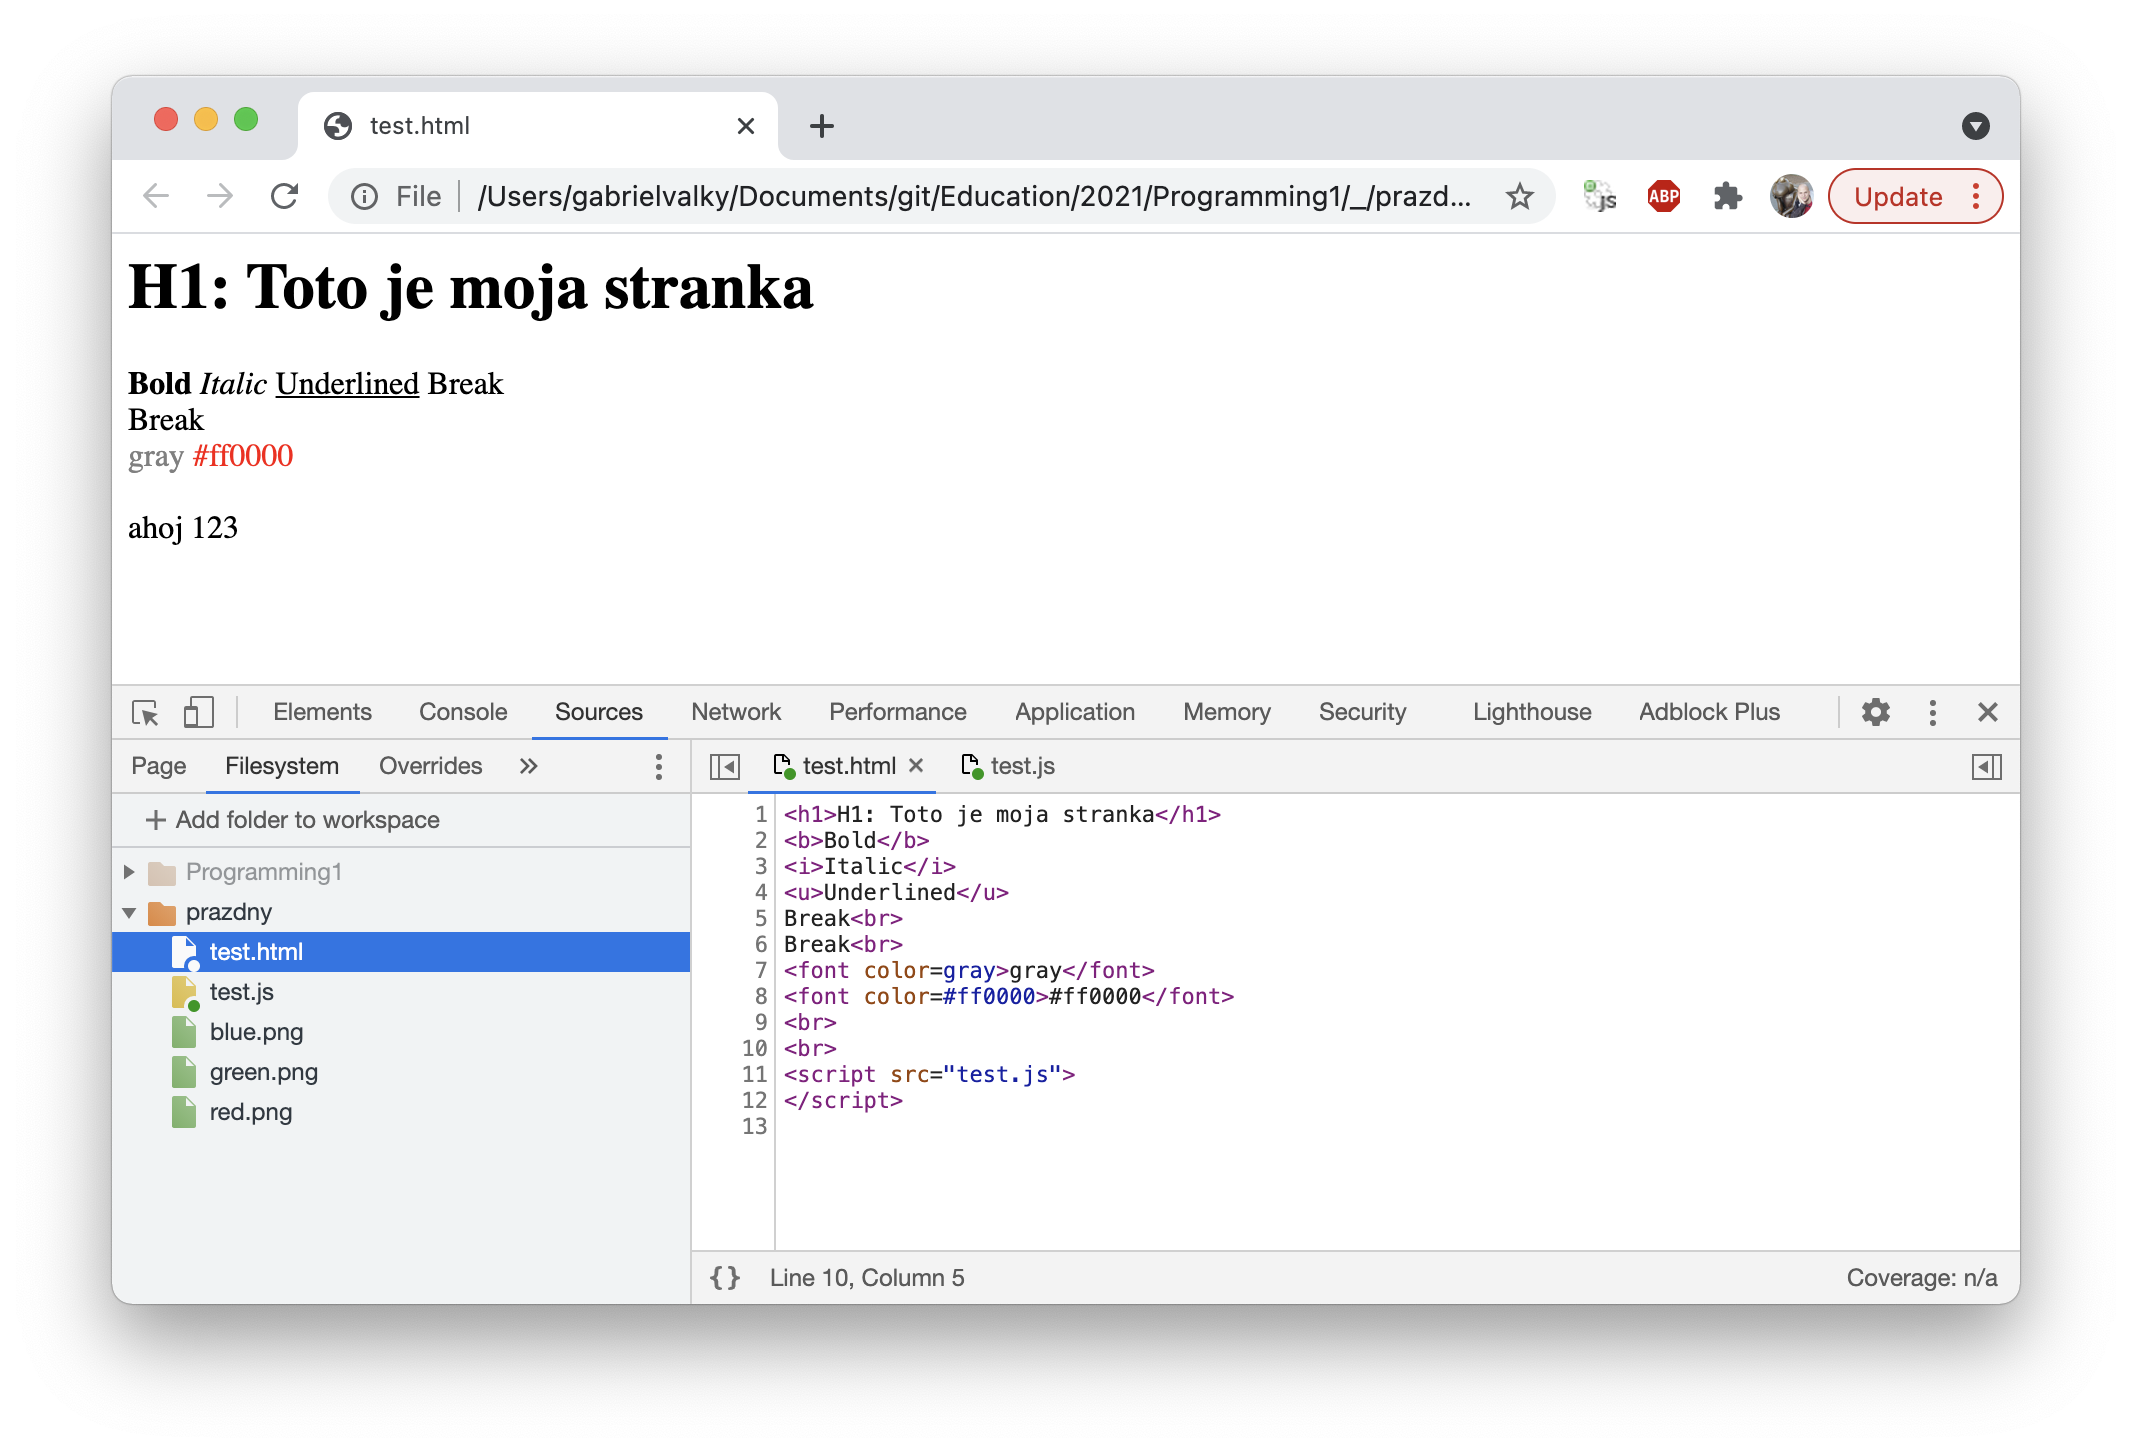 test.html
File /Users/gabrielvalky/Documents/git/Education/2021/Programming1/_/prazd... js ABP Update
H1: Toto je moja stranka
Bold Italic Underlined Break
Break
gray #ff0000
ahoj 123
Elements Console Sources Network Performance Application Memory Security Lighthouse Adblock Plus
Page Filesystem Overrides »
+ Add folder to workspace
Programming1
prazdny
test.html
test.js
blue.png
green.png
red.png
test.html test.js
1 <h1>H1: Toto je moja stranka</h1>
2 <b>Bold</b>
3 <i>Italic</i>
4 <u>Underlined</u>
5 Break<br>
6 Break<br>
7 <font color=gray>gray</font>
8 <font color=#ff0000>#ff0000</font>
9 <br>
10 <br>
11 <script src="test.js">
12 </script>
13
{} Line 10, Column 5 Coverage: n/a